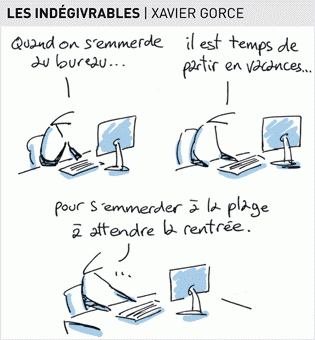 LES INDÉGIVRABLES | XAVIER GORCE
Quand on s'emmerde
au bureau...
il est temps de
partir en vacances...
pour s'emmerder à la plage
à attendre la rentrée.
...